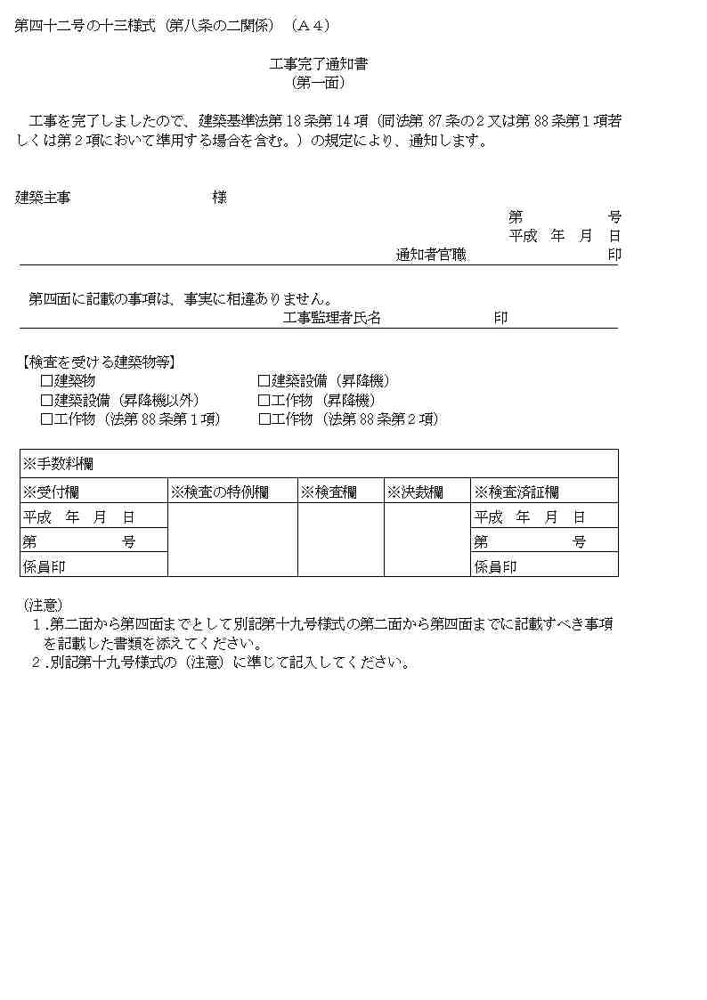 第四十二号の十三様式（第八条の二関係）（Ａ４）
工事完了通知書
（第一面）
工事を完了しましたので、建築基準法第18条第14項（同法第87条の２又は第88条第１項若
しくは第２項において準用する場合を含む。）の規定により、通知します。
建築主事　様
第　号
平成　年　月　日
通知者官職　印
第四面に記載の事項は、事実に相違ありません。
工事監理者氏名　印
【検査を受ける建築物等】
□建築物　□建築設備（昇降機）
□建築設備（昇降機以外）　□工作物（昇降機）
□工作物（法第88条第１項）　□工作物（法第88条第２項）
※手数料欄
※受付欄　※検査の特例欄　※検査欄　※決裁欄　※検査済証欄
平成　年　月　日　平成　年　月　日
第　号　第　号
係員印　係員印
（注意）
１.第二面から第四面までとして別記第十九号様式の第二面から第四面までに記載すべき事項
を記載した書類を添えてください。
２.別記第十九号様式の（注意）に準じて記入してください。